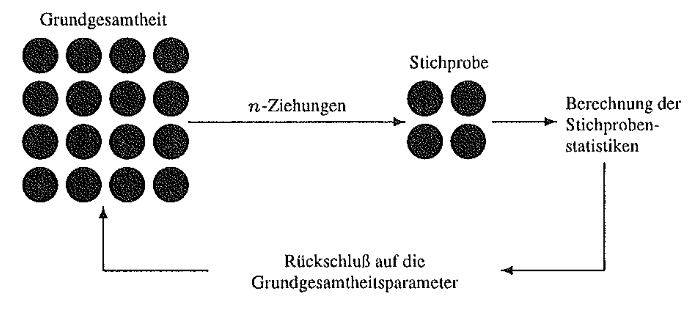 Grundgesamtheit
Stichprobe
n-Ziehungen
Berechnung der
Stichproben-
statistiken
Rückschluß auf die
Grundgesamtheitsparameter